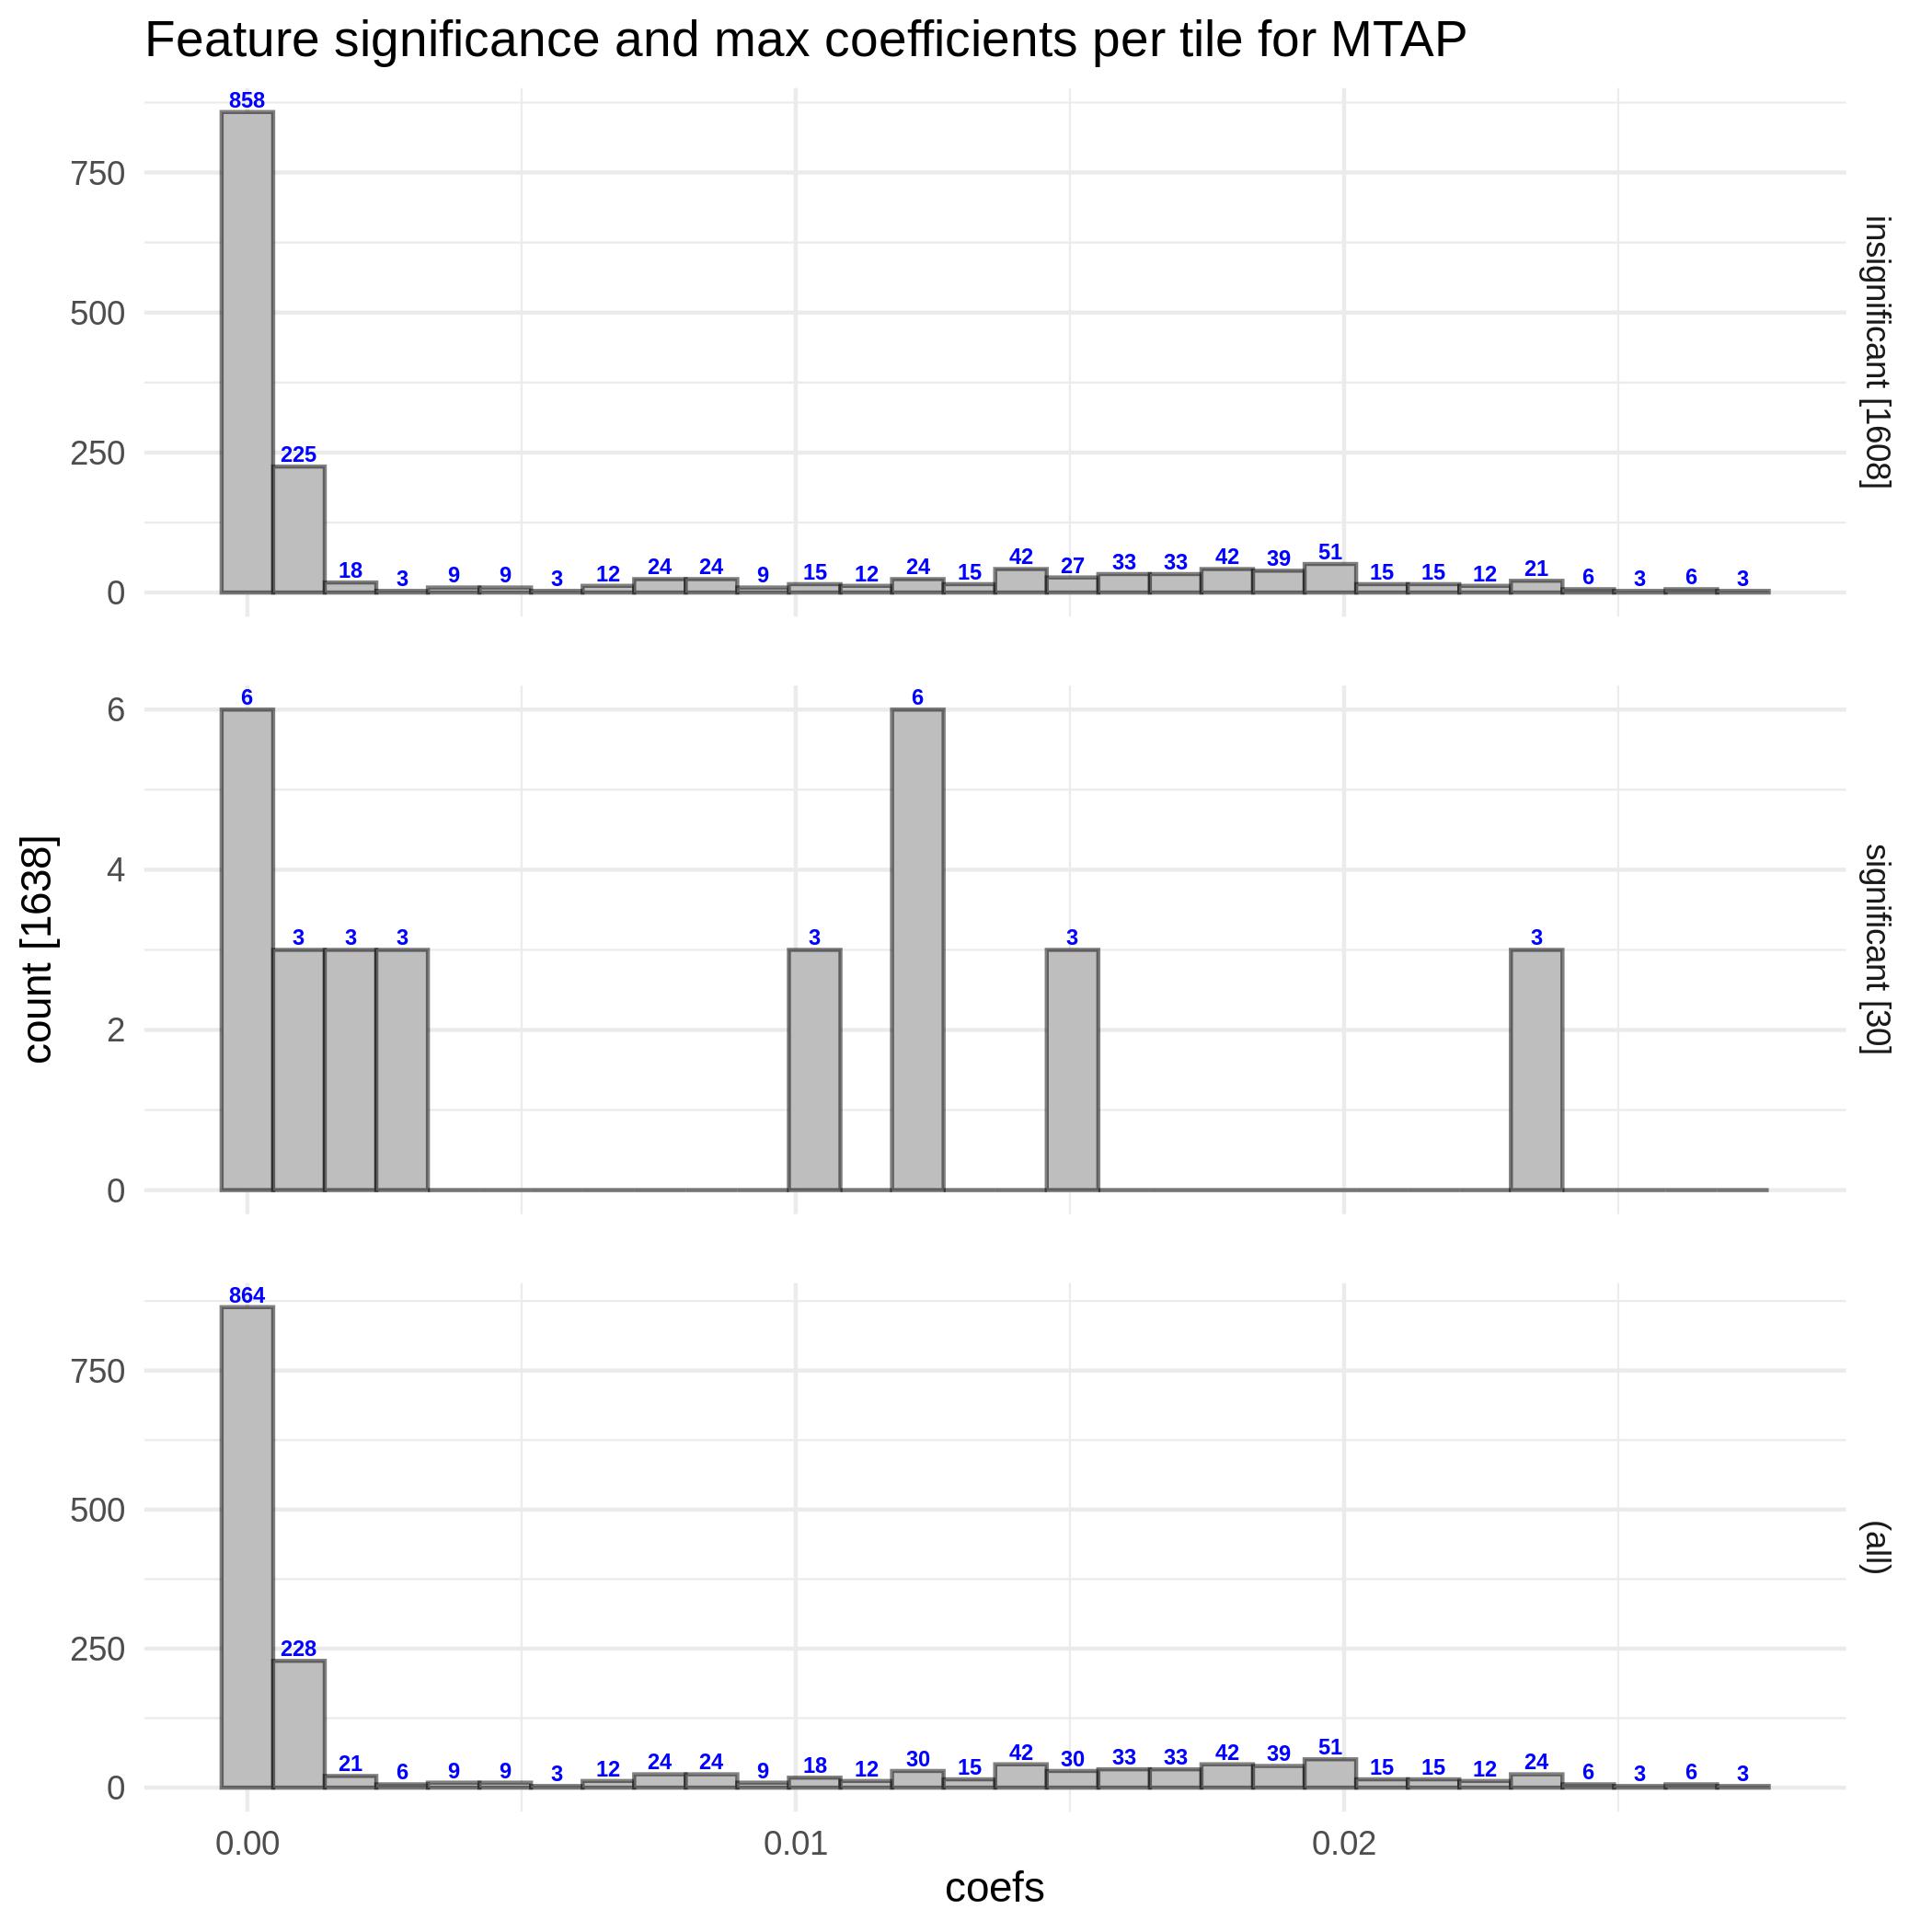 Feature significance and max coefficients per tile for MTAP
858
750
500
250
0
225 18 3 9 9 3 12 24 24 9 15 12 24 15 42 27 33 33 42 39 51 15 15 12 21 6 3 6 3
insignificant [1608]
count [1638]
6
4
2
0
6 3 3 3 3 6 3 3
significant [30]
864
750
500
250
0
228 21 6 9 9 3 12 24 24 9 18 12 30 15 42 30 33 33 42 39 51 15 15 12 24 6 3 6 3
(all)
0.00 0.01 0.02
coefs